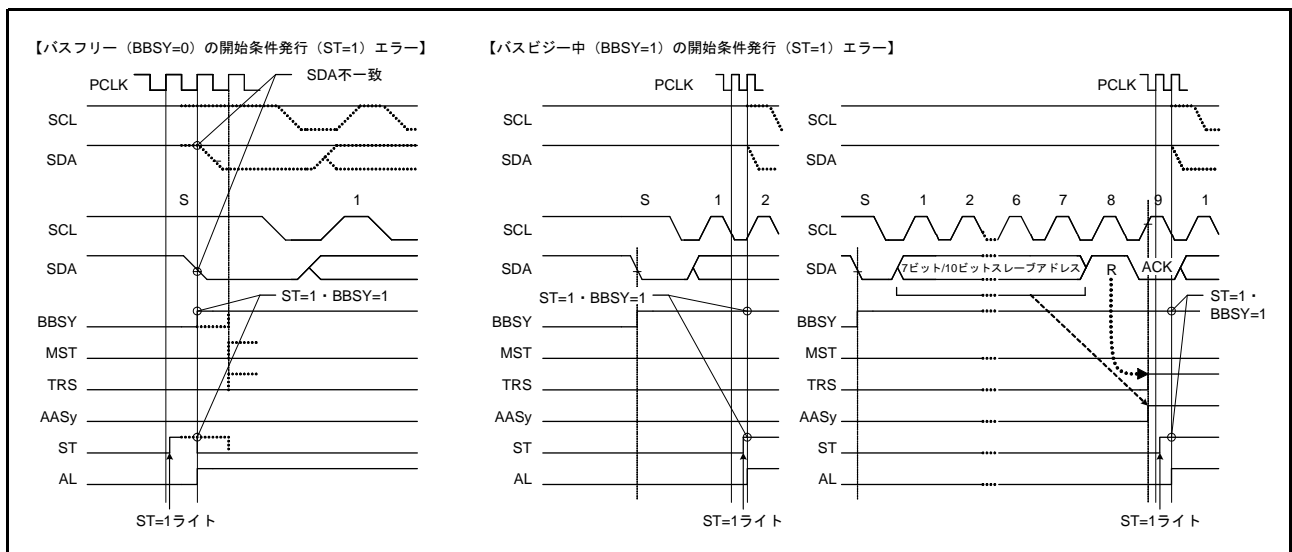 【バスフリー（BBSY=0）の開始条件発行（ST=1）エラー】
PCLK
SDA不一致
SCL
SDA
S
1
SCL
SDA
ST=1・BBSY=1
BBSY
MST
TRS
AASy
ST
AL
ST=1ライト
【バスビジー中（BBSY=1）の開始条件発行（ST=1）エラー】
PCLK
SCL
SDA
S
1
2
SCL
SDA
ST=1・BBSY=1
BBSY
MST
TRS
AASy
ST
AL
ST=1ライト
PCLK
SCL
SDA
S
1
2
6
7
8
9
1
SCL
SDA
7ビット/10ビットスレーブアドレス
R
ACK
ST=1・
BBSY=1
BBSY
MST
TRS
AASy
ST
AL
ST=1ライト